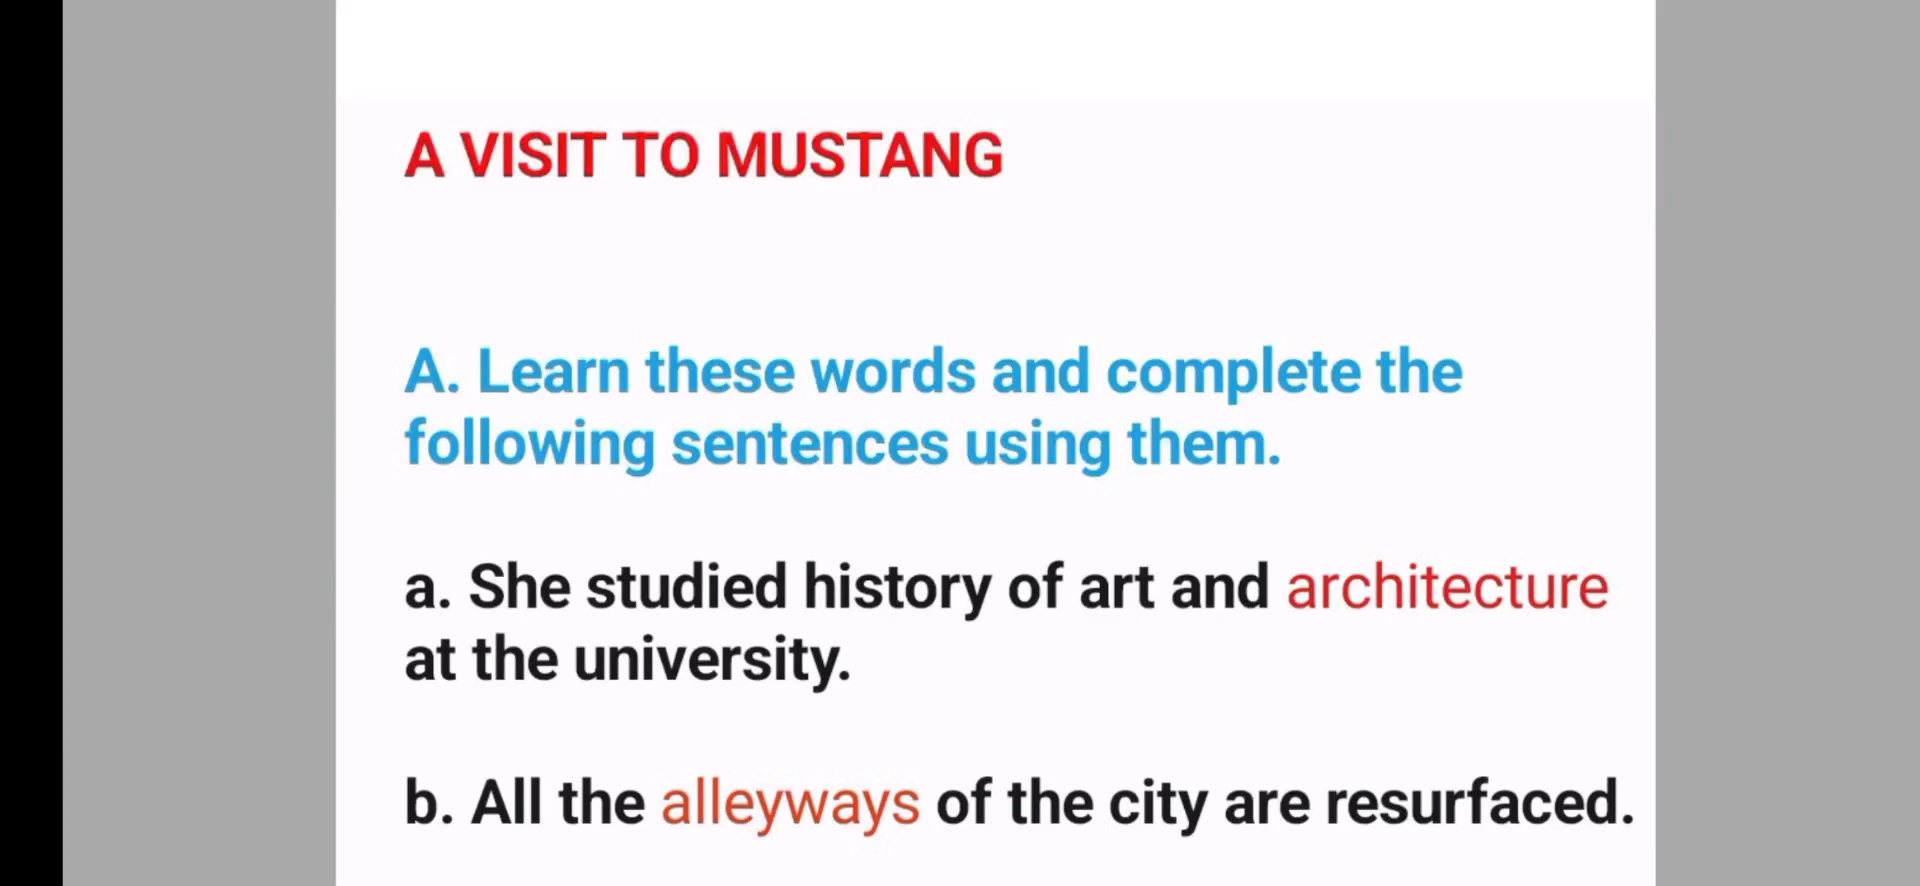 A VISIT TO MUSTANG
A. Learn these words and complete the
following sentences using them.
a. She studied history of art and architecture
at the university.
b. All the alleyways of the city are resurfaced.